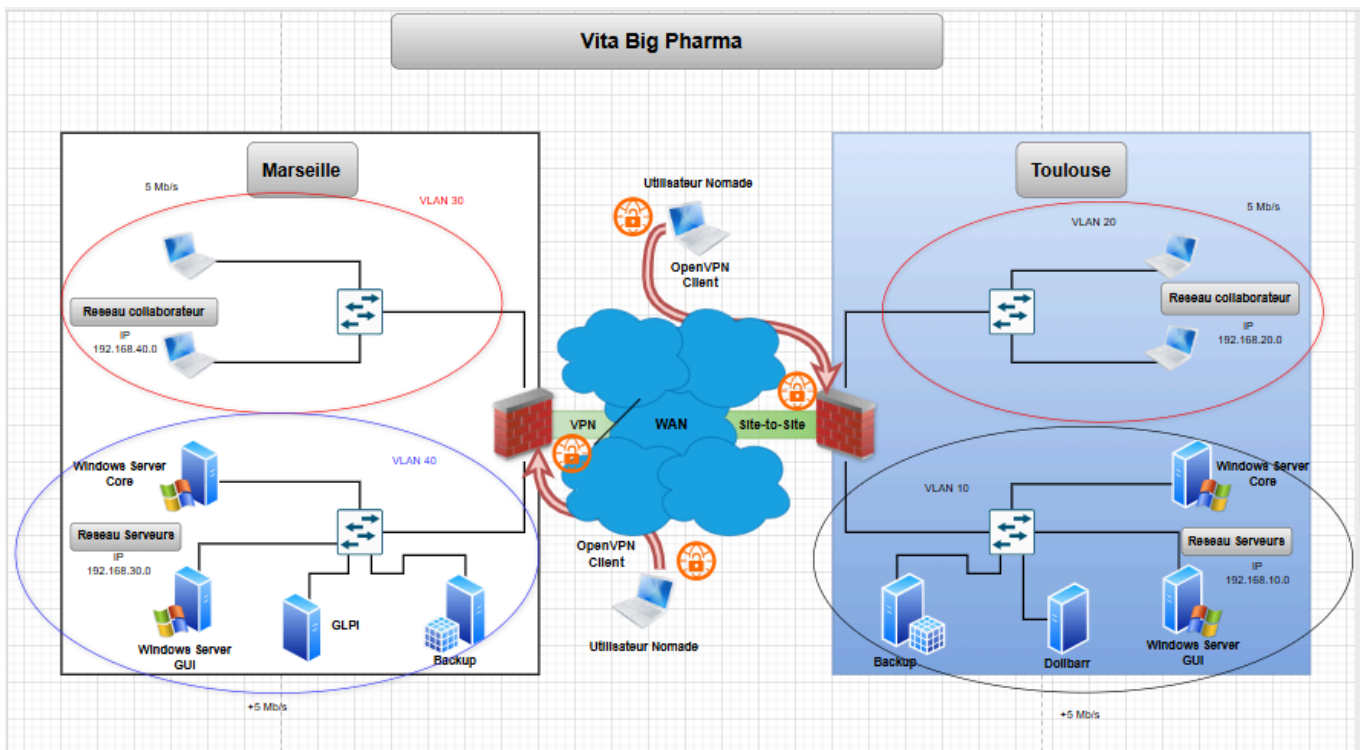 Vita Big Pharma
Marseille
5 Mb/s
VLAN 30
Reseau collaborateur
IP
192.168.40.0
VLAN 40
Windows Server
Core
Reseau Serveurs
IP
192.168.30.0
Windows Server
GUI
GLPI
Backup
+5 Mb/s
Utilisateur Nomade
OpenVPN
Client
VPN
WAN
Site-to-Site
OpenVPN
Client
Utilisateur Nomade
Toulouse
5 Mb/s
VLAN 20
Reseau collaborateur
IP
192.168.20.0
VLAN 10
Windows Server
Core
Reseau Serveurs
IP
192.168.10.0
Backup
Dolibarr
Windows Server
GUI
+5 Mb/s